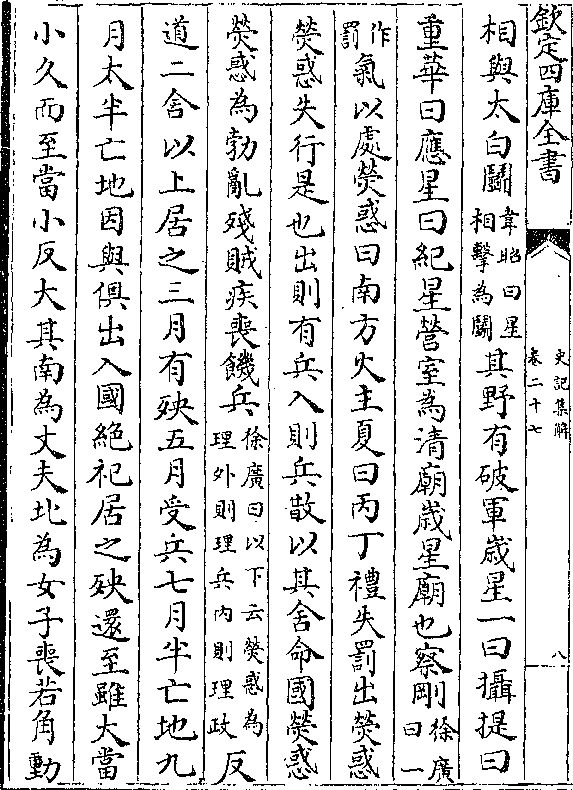 欽定四庫全書
史記集解
卷二十七
八
相與太白鬭韋昭曰星相擊為鬭其野有破軍歳星一曰攝提曰
重華曰應星曰紀星營室為清廟歳星廟也察剛徐廣曰一
作罰氣以處熒惑曰南方火主夏曰丙丁禮失罰出熒惑
熒惑失行是也出則有兵入則兵散以其舍命國熒惑
熒惑為勃亂殘賊疾喪饑兵徐廣曰以下云熒惑為理外則理兵内則理政反
道二舍以上居之三月有殃五月受兵七月半亡地九
月太半亡地因與俱出入國絶祀居之殃還至雖大當
小久而至當小反大其南為丈夫北為女子喪若角動